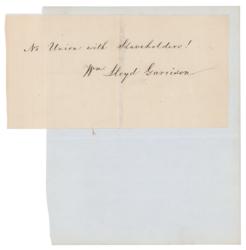 No Union with Slaveholders!
Wm Lloyd Garrison